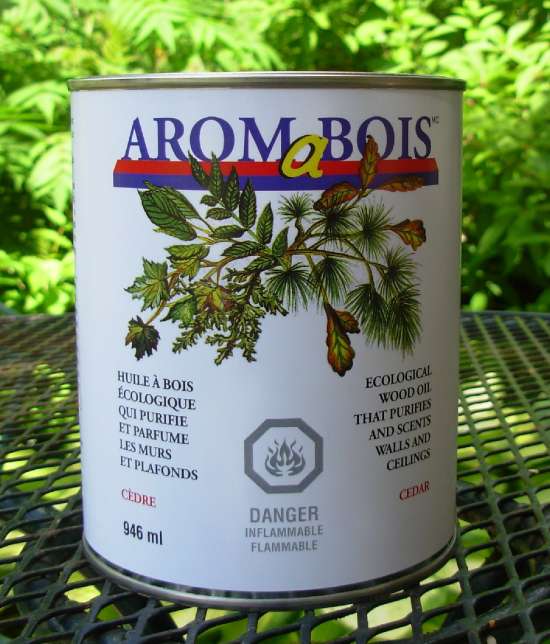 AROMaBOIS MC
HUILE À BOIS
ÉCOLOGIQUE
QUI PURIFIE
ET PARFUME
LES MURS
ET PLAFONDS
CÈDRE
946 ml
ECOLOGICAL
WOOD OIL
THAT PURIFIES
AND SCENTS
WALLS AND
CEILINGS
CEDAR
DANGER
INFLAMMABLE
FLAMMABLE